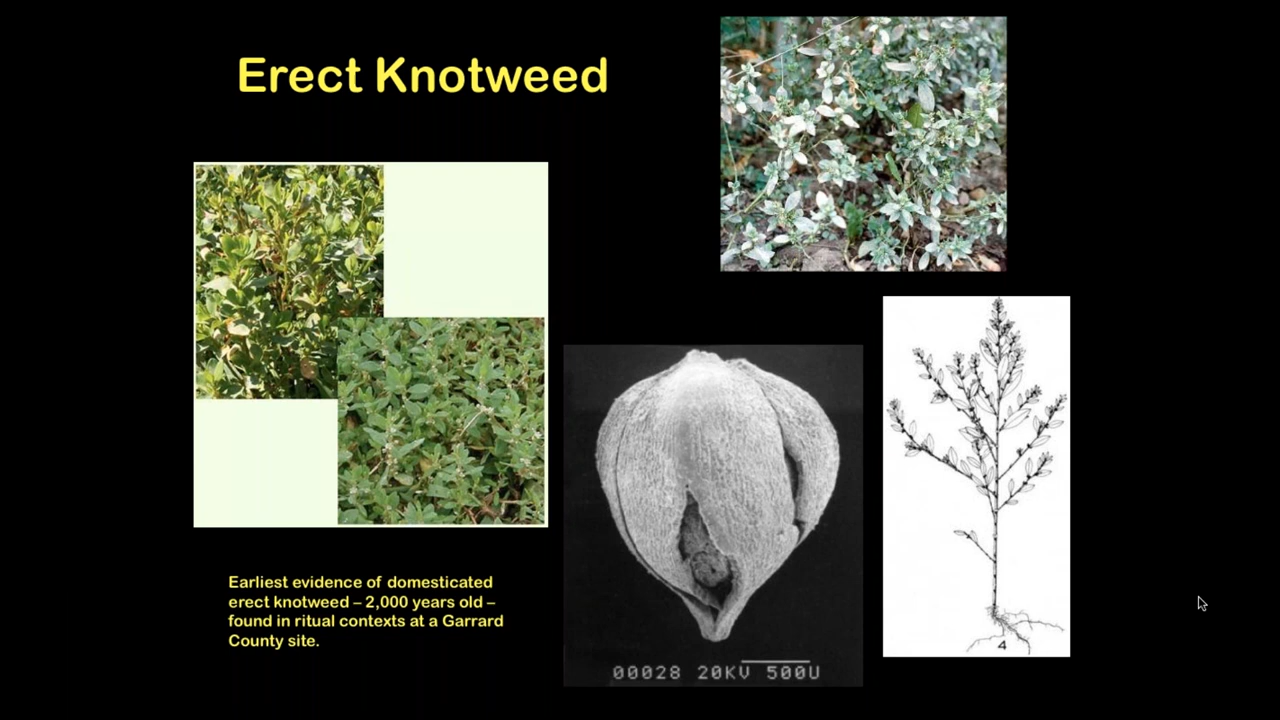 Erect Knotweed
Earliest evidence of domesticated
erect knotweed – 2,000 years old –
found in ritual contexts at a Garrard
County site.
00028 20KV 500U
4